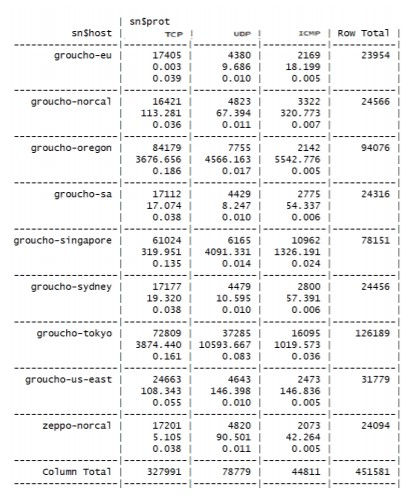 | sn$prot
sn$host | TCP | UDP | ICMP | Row Total |
groucho-eu | 17405 | 4380 | 2169 | 23954 |
| 0.003 | 9.686 | 18.199 | |
| 0.039 | 0.010 | 0.005 | |
groucho-norcal | 16421 | 4823 | 3322 | 24566 |
| 113.281 | 67.394 | 320.773 | |
| 0.036 | 0.011 | 0.007 | |
groucho-oregon | 84179 | 7755 | 2142 | 94076 |
| 3676.656 | 4566.163 | 5542.776 | |
| 0.186 | 0.017 | 0.005 | |
groucho-sa | 17112 | 4429 | 2775 | 24316 |
| 17.074 | 8.247 | 54.337 | |
| 0.038 | 0.010 | 0.006 | |
groucho-singapore | 61024 | 6165 | 10962 | 78151 |
| 319.951 | 4091.331 | 1326.191 | |
| 0.135 | 0.014 | 0.024 | |
groucho-sydney | 17177 | 4479 | 2800 | 24456 |
| 19.320 | 10.595 | 57.391 | |
| 0.038 | 0.010 | 0.006 | |
groucho-tokyo | 72809 | 37285 | 16095 | 126189 |
| 3874.440 | 10593.667 | 1019.573 | |
| 0.161 | 0.083 | 0.036 | |
groucho-us-east | 24663 | 4643 | 2473 | 31779 |
| 108.343 | 146.398 | 146.836 | |
| 0.055 | 0.010 | 0.005 | |
zeppo-norcal | 17201 | 4820 | 2073 | 24094 |
| 5.105 | 90.501 | 42.264 | |
| 0.038 | 0.011 | 0.005 | |
Column Total | 327991 | 78779 | 44811 | 451581 |